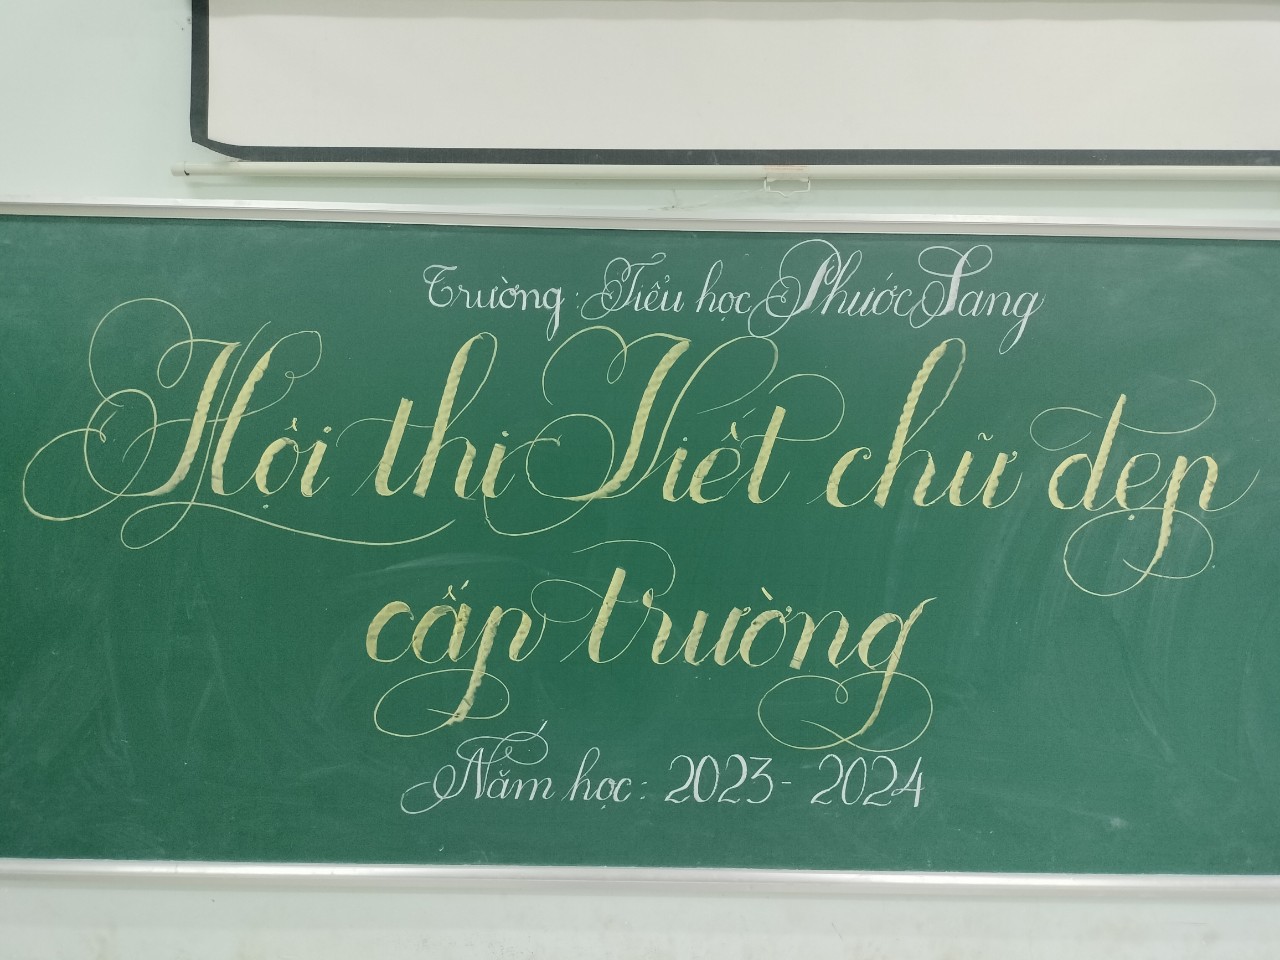 Trường Tiểu học Phước Sang
Hội thi Viết chữ đẹp
cấp trường
Năm học: 2023 - 2024